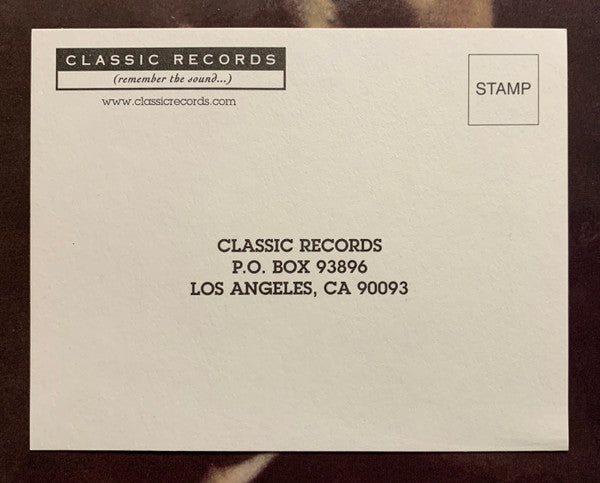 CLASSIC RECORDS
(remember the sound...)
www.classicrecords.com
STAMP
CLASSIC RECORDS
P.O. BOX 93896
LOS ANGELES, CA 90093